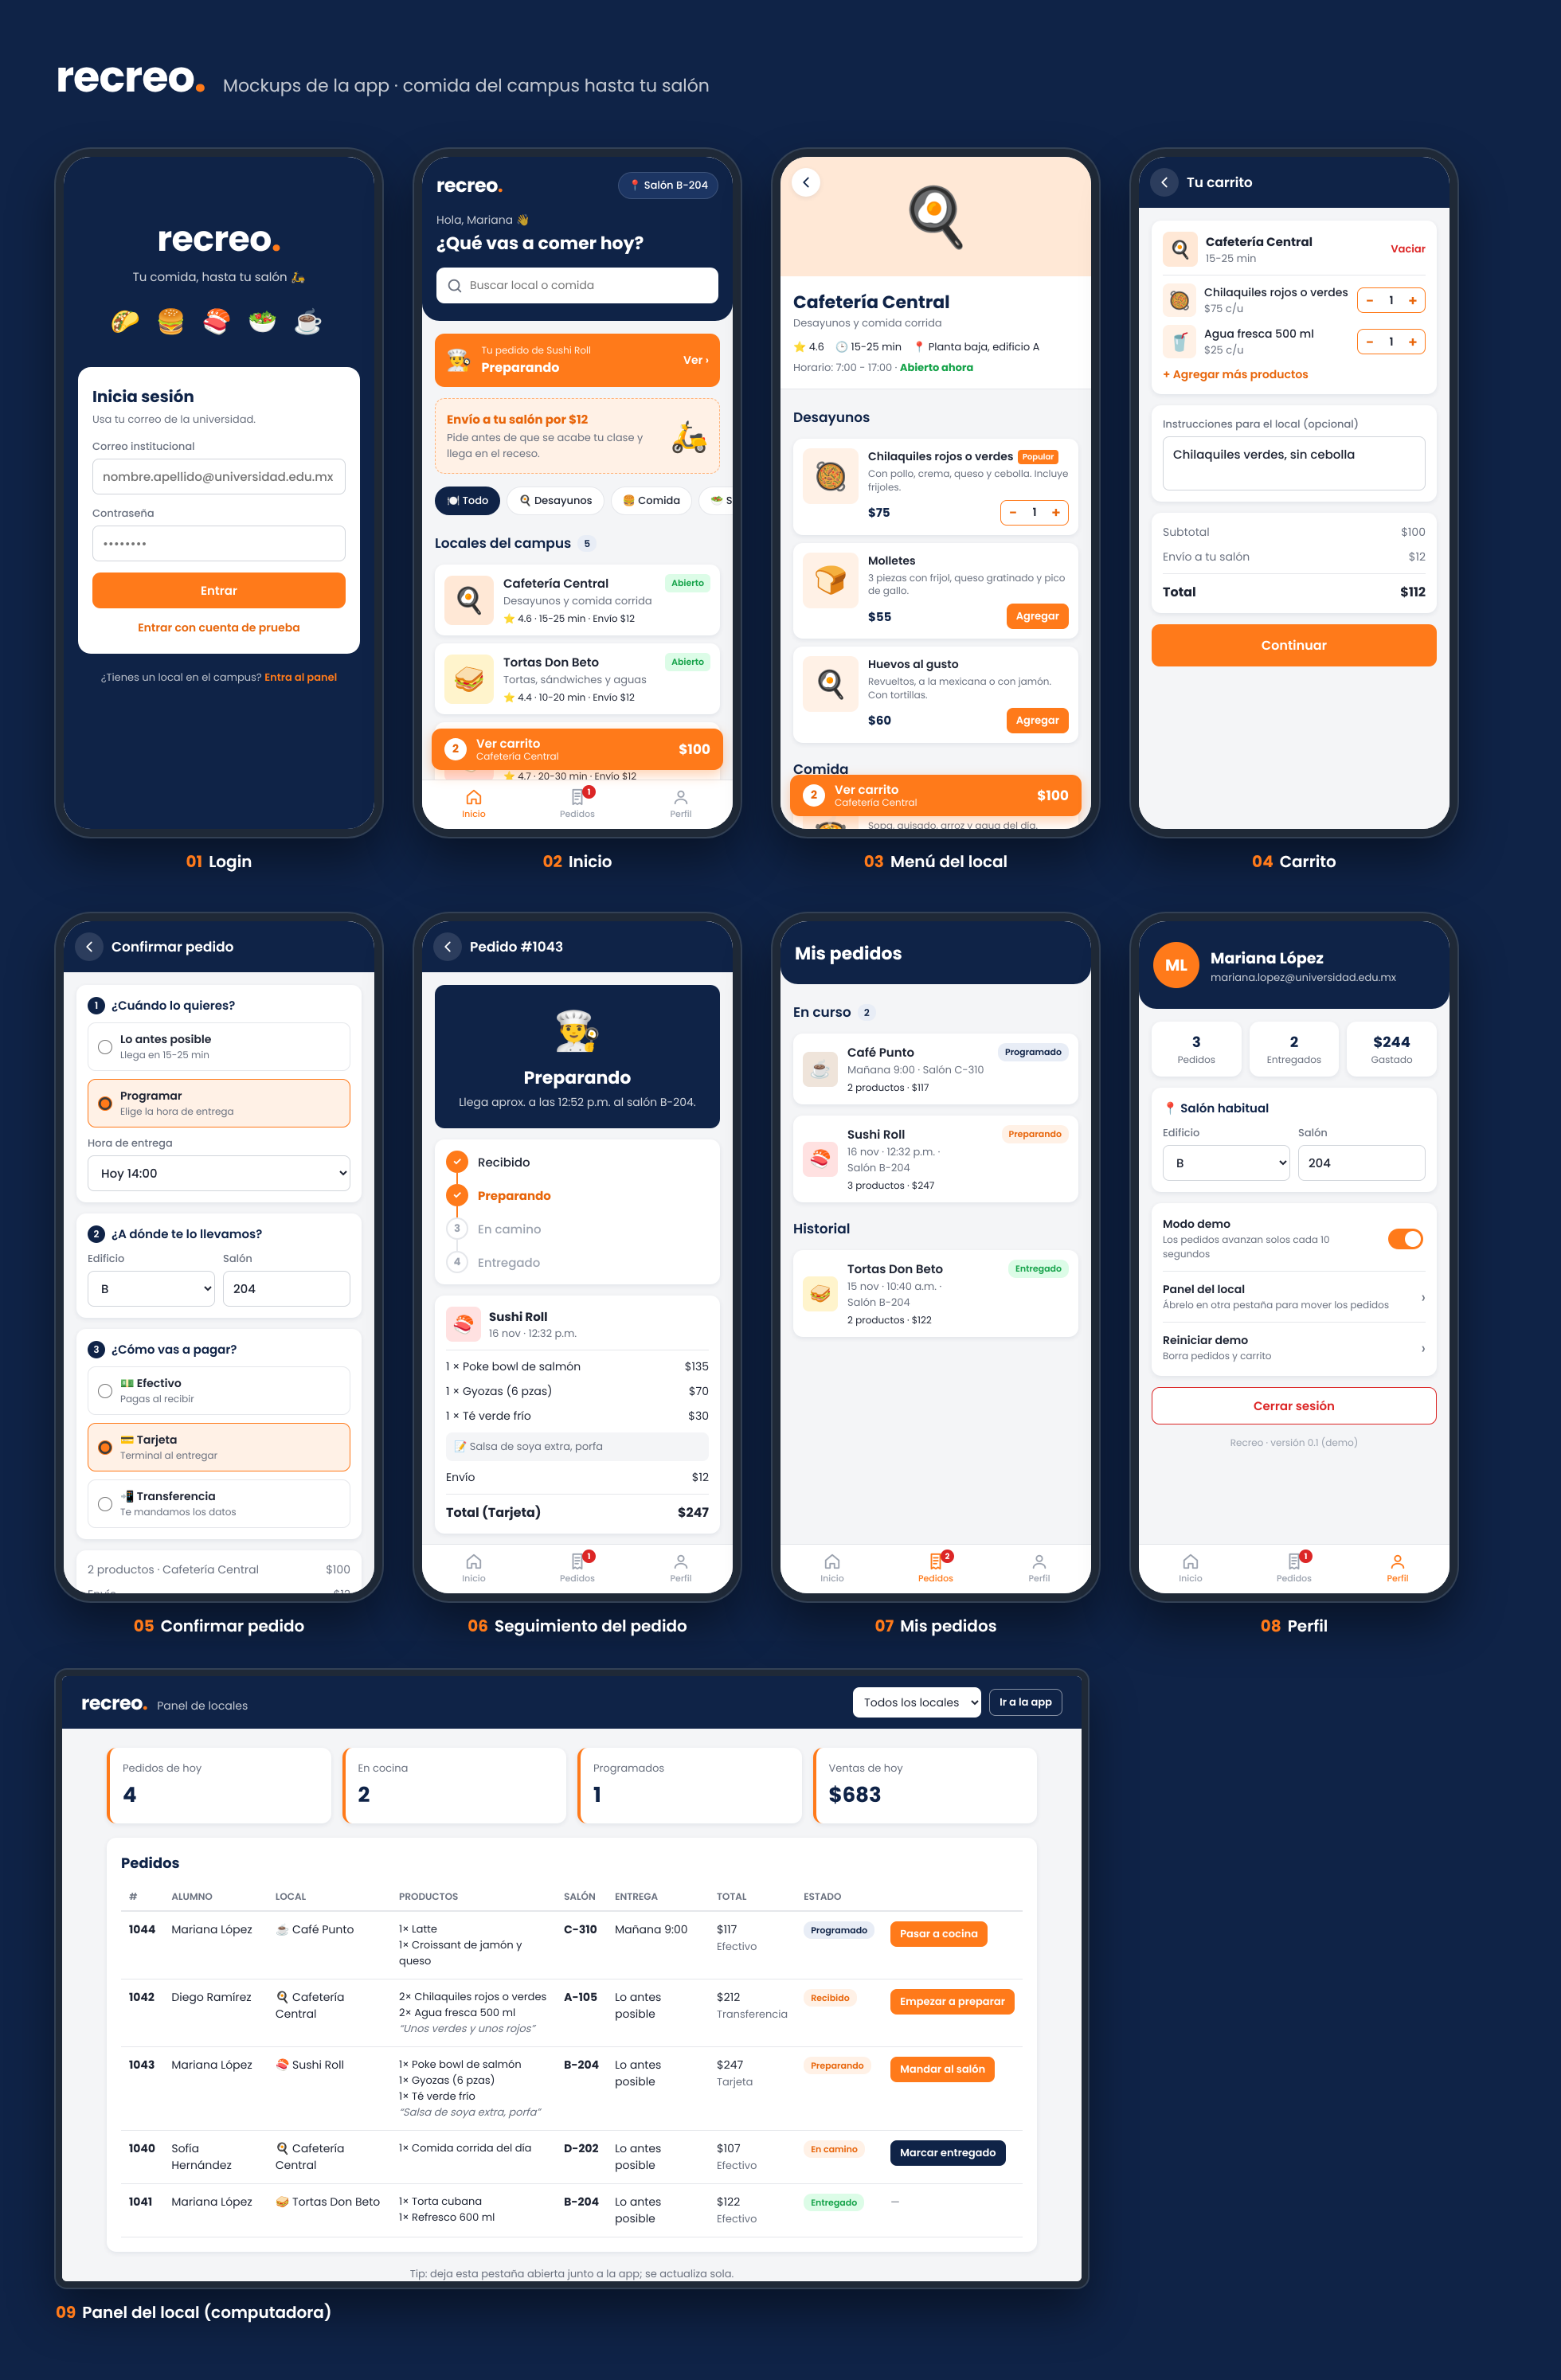 recreo. Mockups de la app · comida del campus hasta tu salón
recreo.
Tu comida, hasta tu salón
Inicia sesión
Usa tu correo de la universidad.
Correo institucional
nombre.apellido@universidad.edu.mx
Contraseña
••••••••
Entrar
Entrar con cuenta de prueba
¿Tienes un local en el campus? Entra al panel
01 Login
recreo.
Salón B-204
Hola, Mariana
¿Qué vas a comer hoy?
Buscar local o comida
Tu pedido de Sushi Roll
Preparando
Ver ›
Envío a tu salón por $12
Pide antes de que se acabe tu clase y
llega en el receso.
Todo
Desayunos
Comida
S
Locales del campus 5
Cafetería Central
Abierto
Desayunos y comida corrida
4.6 · 15-25 min · Envío $12
Tortas Don Beto
Abierto
Tortas, sándwiches y aguas
4.4 · 10-20 min · Envío $12
2
Ver carrito
Cafetería Central
$100
4.7 · 20-30 min · Envío $12
1
Inicio
Pedidos
Perfil
02 Inicio
Cafetería Central
Desayunos y comida corrida
4.6 15-25 min Planta baja, edificio A
Horario: 7:00 - 17:00 · Abierto ahora
Desayunos
Chilaquiles rojos o verdes Popular
Con pollo, crema, queso y cebolla. Incluye
frijoles.
$75
− 1 +
Molletes
3 piezas con frijol, queso gratinado y pico
de gallo.
$55
Agregar
Huevos al gusto
Revueltos, a la mexicana o con jamón.
Con tortillas.
$60
Agregar
Comida
2
Ver carrito
Cafetería Central
$100
Sopa, guisado, arroz y agua del día.
03 Menú del local
Tu carrito
Cafetería Central
15-25 min
Vaciar
Chilaquiles rojos o verdes
$75 c/u
− 1 +
Agua fresca 500 ml
$25 c/u
− 1 +
+ Agregar más productos
Instrucciones para el local (opcional)
Chilaquiles verdes, sin cebolla
Subtotal $100
Envío a tu salón $12
Total $112
Continuar
04 Carrito
Confirmar pedido
1 ¿Cuándo lo quieres?
Lo antes posible
Llega en 15-25 min
Programar
Elige la hora de entrega
Hora de entrega
Hoy 14:00
2 ¿A dónde te lo llevamos?
Edificio Salón
B 204
3 ¿Cómo vas a pagar?
Efectivo
Pagas al recibir
Tarjeta
Terminal al entregar
Transferencia
Te mandamos los datos
2 productos · Cafetería Central $100
Envío $12
05 Confirmar pedido
Pedido #1043
Preparando
Llega aprox. a las 12:52 p.m. al salón B-204.
Recibido
Preparando
3 En camino
4 Entregado
Sushi Roll
16 nov · 12:32 p.m.
1 × Poke bowl de salmón $135
1 × Gyozas (6 pzas) $70
1 × Té verde frío $30
Salsa de soya extra, porfa
Envío $12
Total (Tarjeta) $247
1
Inicio
Pedidos
Perfil
06 Seguimiento del pedido
Mis pedidos
En curso 2
Café Punto
Programado
Mañana 9:00 · Salón C-310
2 productos · $117
Sushi Roll
Preparando
16 nov · 12:32 p.m. ·
Salón B-204
3 productos · $247
Historial
Tortas Don Beto
Entregado
15 nov · 10:40 a.m. ·
Salón B-204
2 productos · $122
2
Inicio
Pedidos
Perfil
07 Mis pedidos
ML
Mariana López
mariana.lopez@universidad.edu.mx
3 2 $244
Pedidos Entregados Gastado
Salón habitual
Edificio Salón
B 204
Modo demo
Los pedidos avanzan solos cada 10
segundos
Panel del local
Ábrelo en otra pestaña para mover los pedidos
›
Reiniciar demo
Borra pedidos y carrito
›
Cerrar sesión
Recreo · versión 0.1 (demo)
1
Inicio
Pedidos
Perfil
08 Perfil
recreo. Panel de locales
Todos los locales
Ir a la app
Pedidos de hoy
4
En cocina
2
Programados
1
Ventas de hoy
$683
Pedidos
# ALUMNO LOCAL PRODUCTOS SALÓN ENTREGA TOTAL ESTADO
1044 Mariana López Café Punto 1× Latte C-310 Mañana 9:00 $117 Programado Pasar a cocina
1× Croissant de jamón y Efectivo
queso
1042 Diego Ramírez Cafetería 2× Chilaquiles rojos o verdes A-105 Lo antes $212 Recibido Empezar a preparar
Central 2× Agua fresca 500 ml posible Transferencia
“Unos verdes y unos rojos”
1043 Mariana López Sushi Roll 1× Poke bowl de salmón B-204 Lo antes $247 Preparando Mandar al salón
1× Gyozas (6 pzas) posible Tarjeta
1× Té verde frío
“Salsa de soya extra, porfa”
1040 Sofía Cafetería 1× Comida corrida del día D-202 Lo antes $107 En camino Marcar entregado
Hernández Central posible Efectivo
1041 Mariana López Tortas Don Beto 1× Torta cubana B-204 Lo antes $122 Entregado —
1× Refresco 600 ml posible Efectivo
Tip: deja esta pestaña abierta junto a la app; se actualiza sola.
09 Panel del local (computadora)